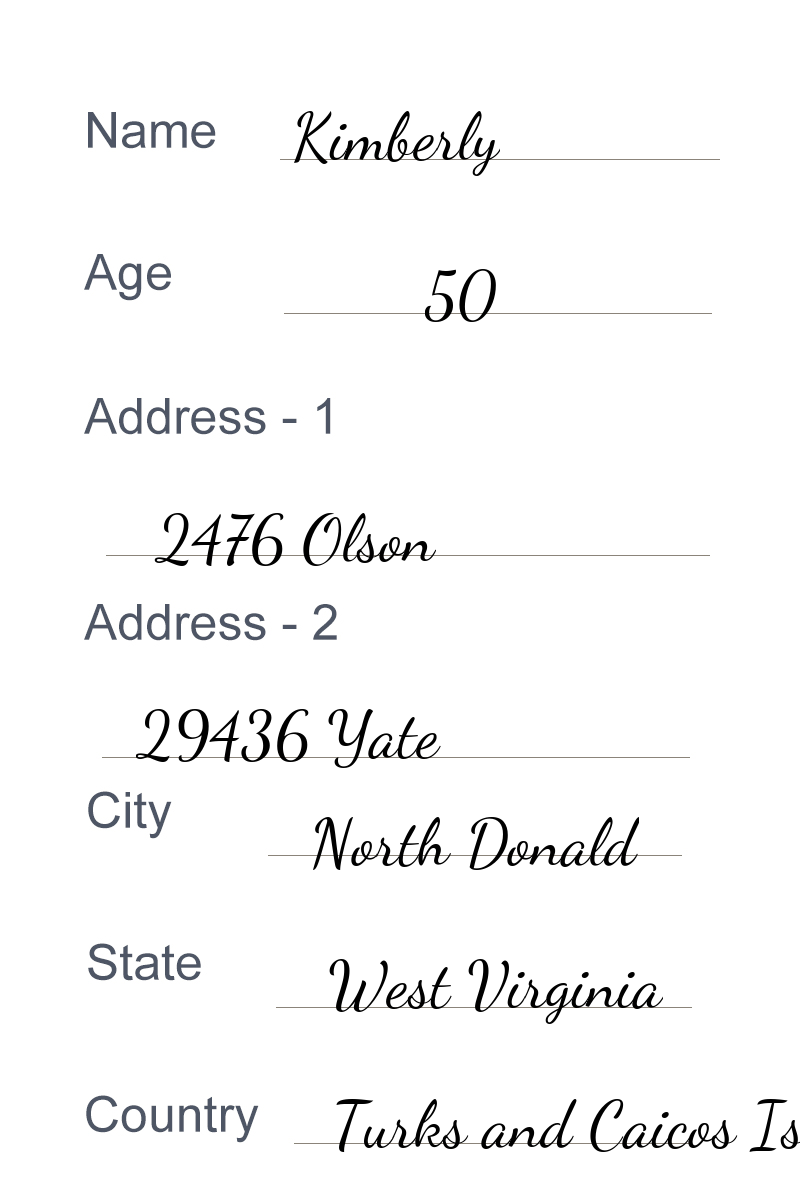 Name Kimberly
Age 50
Address - 1
2476 Olson
Address - 2
29436 Yate
City North Donald
State West Virginia
Country Turks and Caicos Is